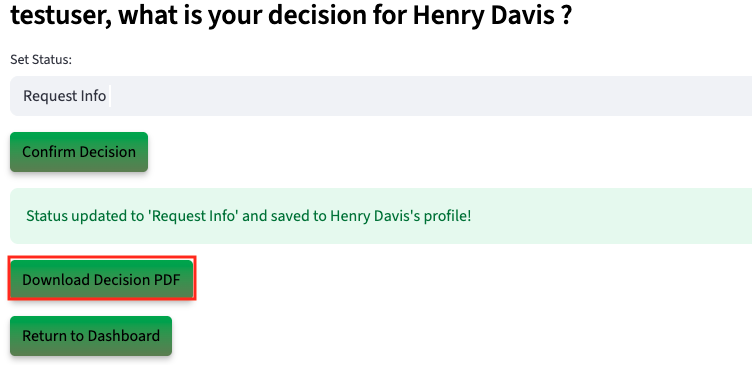 testuser, what is your decision for Henry Davis ?
Set Status:
Request Info
Confirm Decision
Status updated to 'Request Info' and saved to Henry Davis's profile!
Download Decision PDF
Return to Dashboard